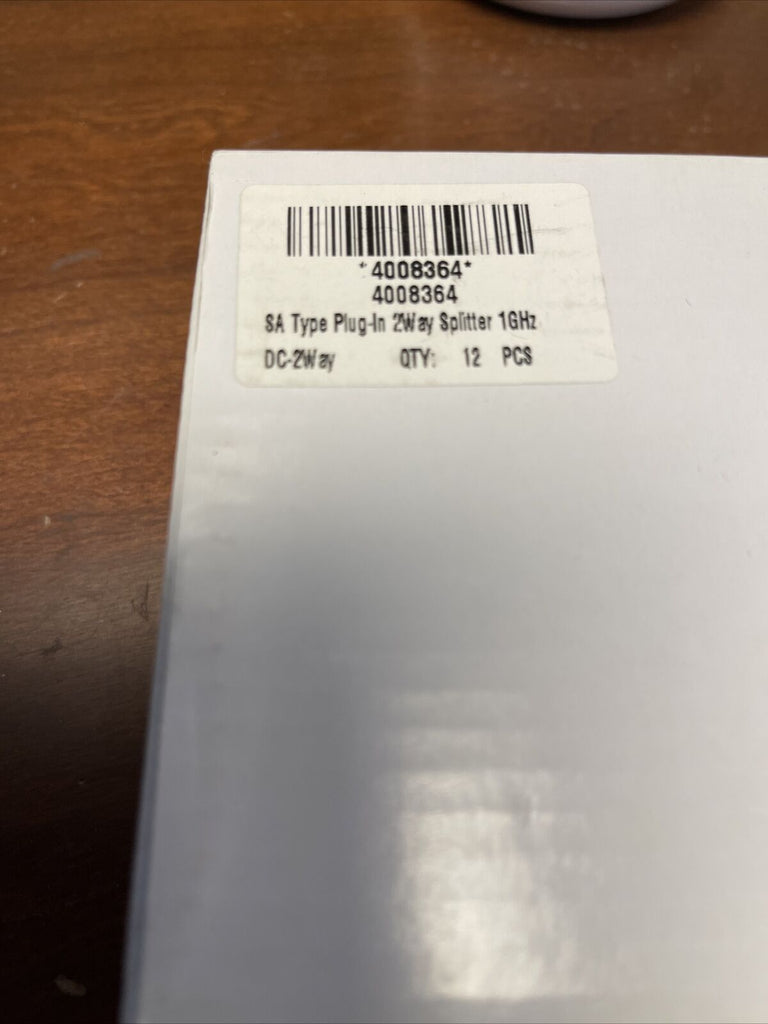 *4008364*
4008364
SA Type Plug-In 2Way Splitter 1GHz
DC-2Way QTY: 12 PCS